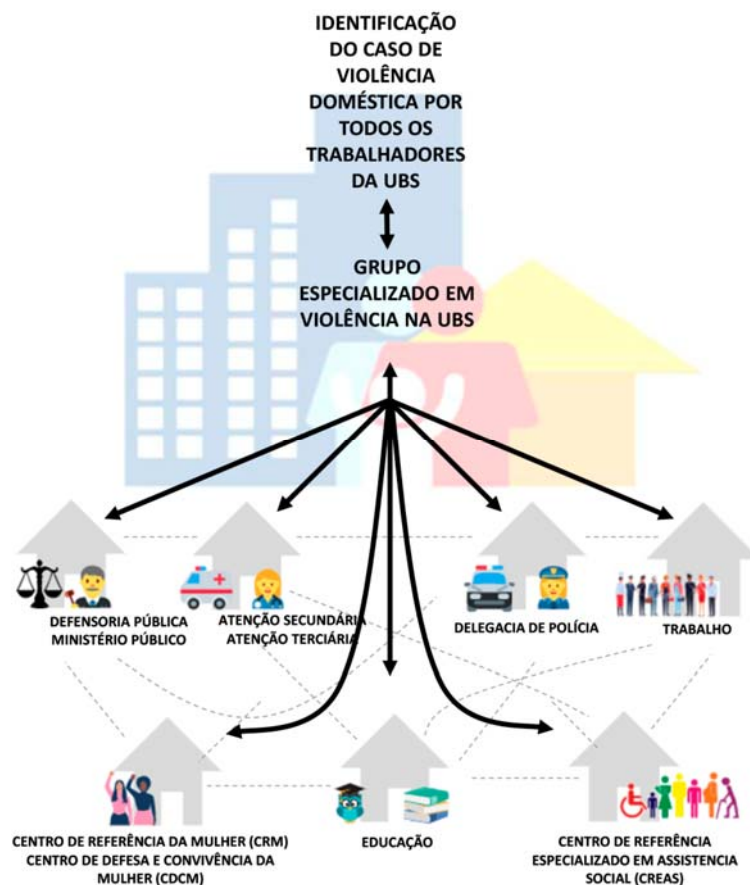 IDENTIFICAÇÃO
DO CASO DE
VIOLÊNCIA
DOMÉSTICA POR
TODOS OS
TRABALHADORES
DA UBS
GRUPO
ESPECIALIZADO EM
VIOLÊNCIA NA UBS
DEFENSORIA PÚBLICA
MINISTÉRIO PÚBLICO
ATENÇÃO SECUNDÁRIA
ATENÇÃO TERCIÁRIA
DELEGACIA DE POLÍCIA
TRABALHO
CENTRO DE REFERÊNCIA DA MULHER (CRM)
CENTRO DE DEFESA E CONVIVÊNCIA DA
MULHER (CDCM)
EDUCAÇÃO
CENTRO DE REFERÊNCIA
ESPECIALIZADO EM ASSISTENCIA
SOCIAL (CREAS)